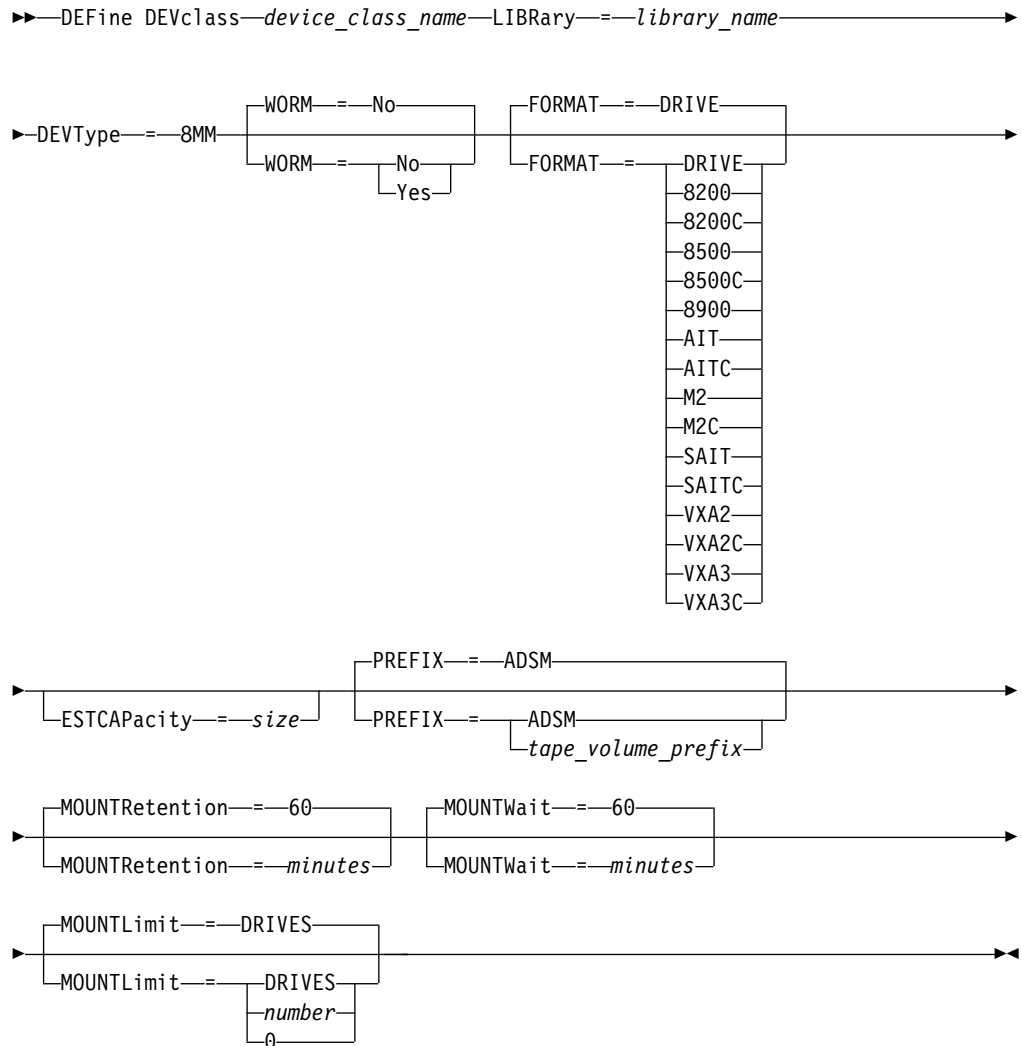 DEFine DEVclass device_class_name LIBRary = library_name
WORM = No FORMAT = DRIVE
DEVType = 8MM
WORM = No FORMAT = DRIVE
Yes 8200
8200C
8500
8500C
8900
AIT
AITC
M2
M2C
SAIT
SAITC
VXA2
VXA2C
VXA3
VXA3C
PREFIX = ADSM
ESTCAPacity = size PREFIX = ADSM
tape_volume_prefix
MOUNTRetention = 60 MOUNTWait = 60
MOUNTRetention = minutes MOUNTWait = minutes
MOUNTLimit = DRIVES
MOUNTLimit = DRIVES
number
0